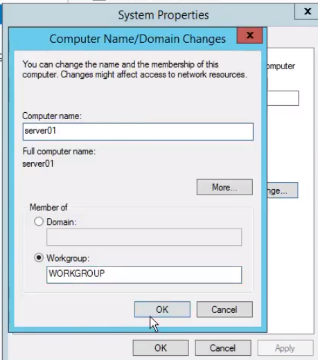 System Properties
x
Computer Name/Domain Changes
x
You can change the name and the membership of this
computer. Changes might affect access to network resources.
omputer
Computer name:
server01
Full computer name:
server01
More...
nge...
Member of
Domain:
Workgroup:
WORKGROUP
OK
Cancel
OK
Cancel
Apply